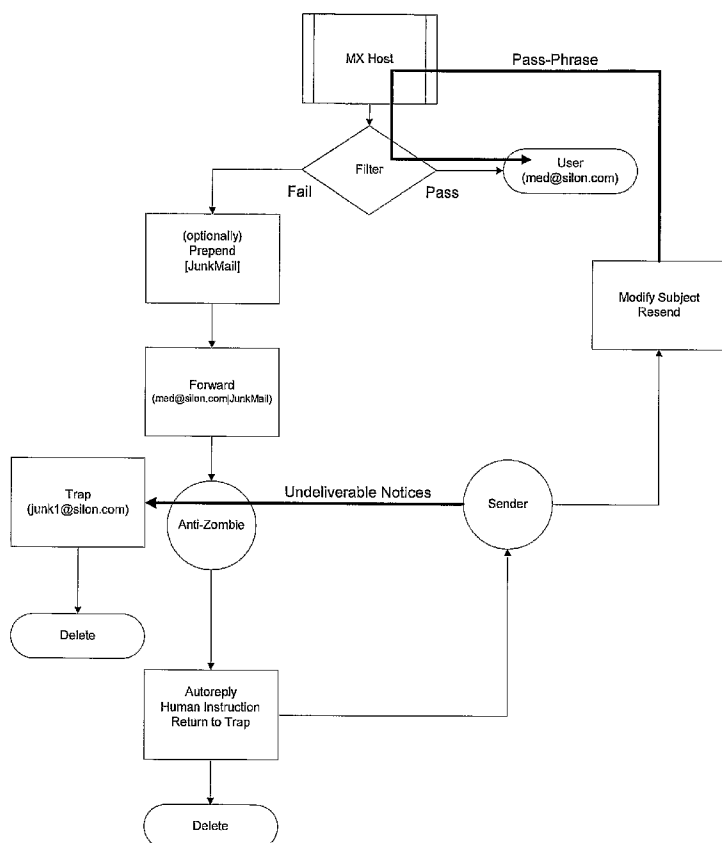 MX Host
Pass-Phrase
Filter
User
(med@silon.com)
Fail
Pass
(optionally)
Prepend
[JunkMail]
Modify Subject
Resend
Forward
(med@silon.com|JunkMail)
Trap
(junk1@silon.com)
Undeliverable Notices
Anti-Zombie
Sender
Delete
Autoreply
Human Instruction
Return to Trap
Delete